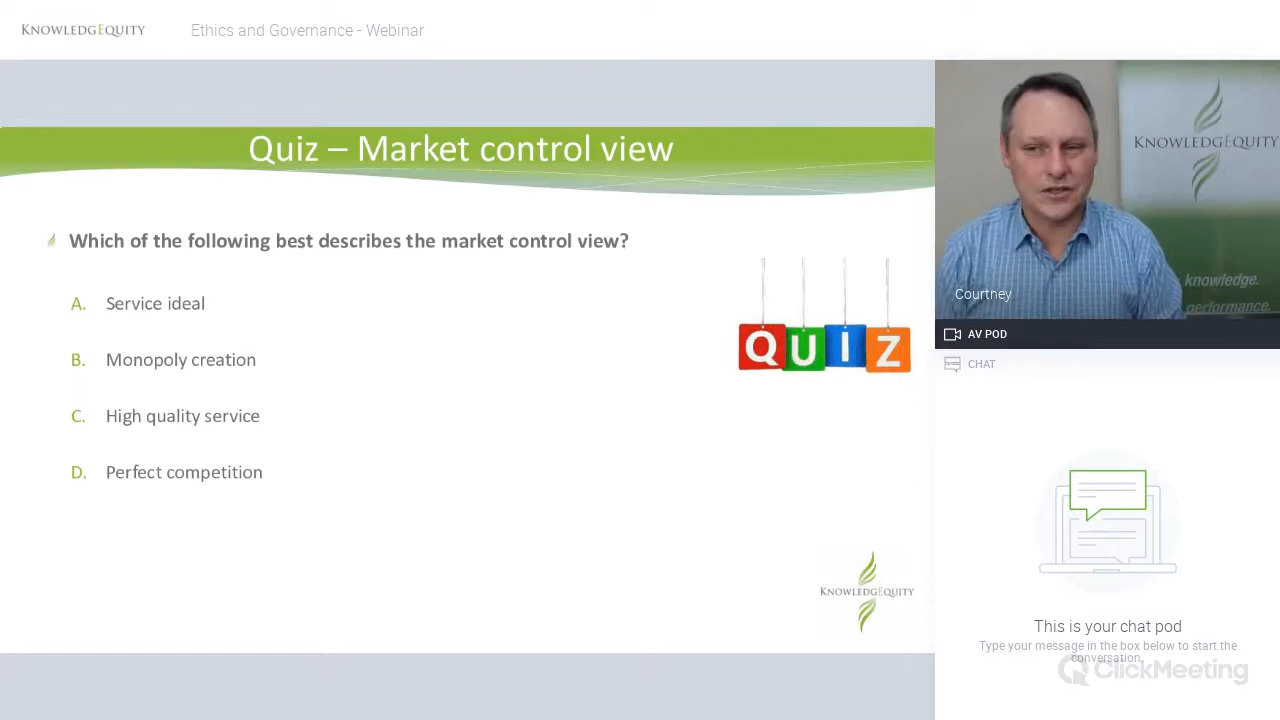 KNOWLEDGEQUITY
Ethics and Governance - Webinar
Quiz – Market control view
Which of the following best describes the market control view?
A. Service ideal
B. Monopoly creation
C. High quality service
D. Perfect competition
QUIZ
KNOWLEDGEQUITY
KNOWLEDGEQUITY
knowledge.
performance.
Courtney
AV POD
CHAT
This is your chat pod
Type your message in the box below to start the
conversation.
ClickMeeting